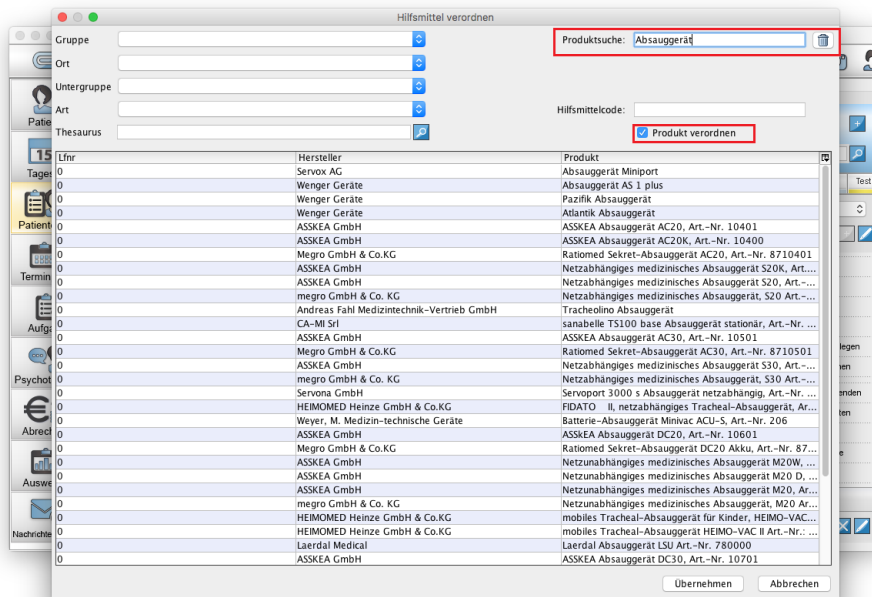 Hilfsmittel verordnen
Gruppe
Produktsuche: Absauggerät
Ort
Untergruppe
Art
Hilfsmittelcode:
Thesaurus
Produkt verordnen
Lfnr Hersteller Produkt
0 Servox AG Absauggerät Miniport
0 Wenger Geräte Absauggerät AS 1 plus
0 Wenger Geräte Pazifik Absauggerät
0 Wenger Geräte Atlantik Absauggerät
0 ASSKEA GmbH ASSKEA Absauggerät AC20, Art.-Nr. 10401
0 ASSKEA GmbH ASSKEA Absauggerät AC20K, Art.-Nr. 10400
0 Megro GmbH & Co.KG Ratiomed Sekret-Absauggerät AC20, Art.-Nr. 8710401
0 ASSKEA GmbH Netzabhängiges medizinisches Absauggerät S20K, Art....
0 ASSKEA GmbH Netzabhängiges medizinisches Absauggerät S20, Art.-...
0 megro GmbH & Co. KG Netzabhängiges medizinisches Absauggerät, S20 Art.-...
0 Andreas Fahl Medizintechnik-Vertrieb GmbH Tracheolino Absauggerät
0 CA-MI Srl sanabelle TS100 base Absauggerät stationär, Art.-Nr. ...
0 ASSKEA GmbH ASSKEA Absauggerät AC30, Art.-Nr. 10501
0 Megro GmbH & Co.KG Ratiomed Sekret-Absauggerät AC30, Art.-Nr. 8710501
0 ASSKEA GmbH Netzabhängiges medizinisches Absauggerät S30, Art.-...
0 megro GmbH & Co. KG Netzabhängiges medizinisches Absauggerät, S30 Art.-...
0 Servona GmbH Servoport 3000 s Absauggerät netzabhängig, Art.-Nr. ...
0 HEIMOMED Heinze GmbH & Co.KG FIDATO II, netzabhängiges Tracheal-Absauggerät, Ar...
0 Weyer, M. Medizin-technische Geräte Batterie-Absauggerät Minivac ACU-S, Art.-Nr. 206
0 ASSKEA GmbH ASSkEA Absauggerät DC20, Art.-Nr. 10601
0 Megro GmbH & Co.KG Ratiomed Sekret-Absauggerät DC20 Akku, Art.-Nr. 87...
0 ASSKEA GmbH Netzunabhängiges medizinisches Absauggerät M20W, ...
0 ASSKEA GmbH Netzunabhängiges medizinisches Absauggerät M20 D, ...
0 ASSKEA GmbH Netzunabhängiges medizinisches Absauggerät M20, Ar...
0 megro GmbH & Co. KG Netzunabhängiges medizinisches Absauggerät, M20 Ar...
0 HEIMOMED Heinze GmbH & Co.KG mobiles Tracheal-Absauggerät für Kinder, HEIMO-VAC...
0 HEIMOMED Heinze GmbH & Co.KG mobiles Tracheal-Absauggerät HEIMO-VAC II Art.-Nr.: ...
0 Laerdal Medical Laerdal Absauggerät LSU Art.-Nr. 780000
0 ASSKEA GmbH ASSKEA Absauggerät DC30, Art.-Nr. 10701
Übernehmen Abbrechen
Patie
15
Tages
Patient
Termin
Aufga
Psychot
Abrec
Auswe
Nachrichte
Test
legen
en
enden
ten
e